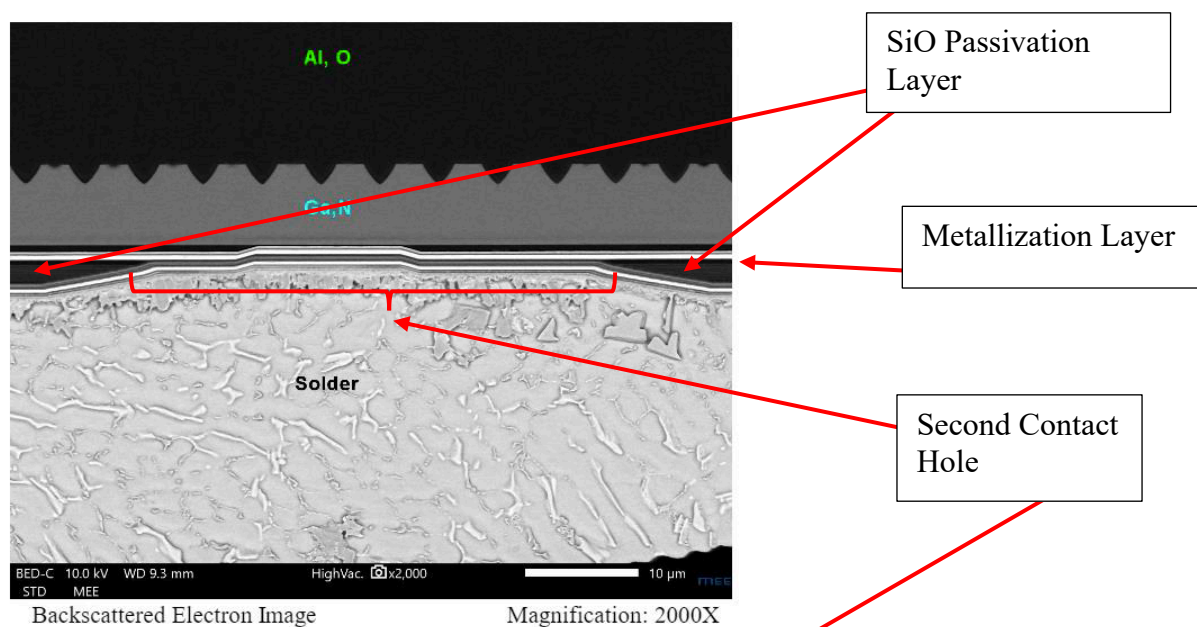 SiO Passivation
Layer
Al, O
Ga,N
Metallization Layer
Solder
Second Contact
Hole
BED-C 10.0 kV WD 9.3 mm HighVac. x2,000 10 µm
STD MEE
MEE
Backscattered Electron Image Magnification: 2000X